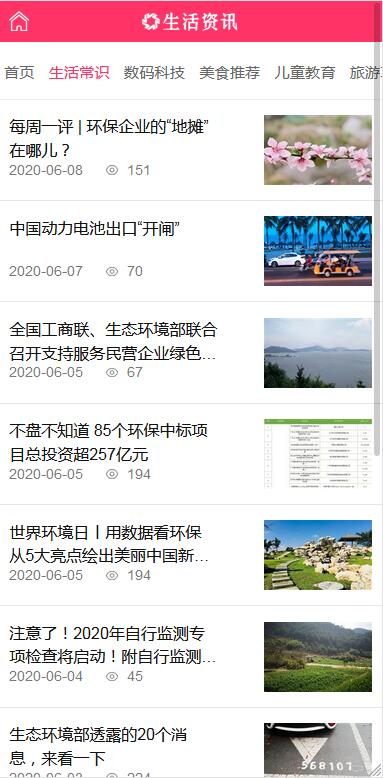 生活资讯
首页 生活常识 数码科技 美食推荐 儿童教育 旅游
每周一评 | 环保企业的“地摊”
在哪儿？
2020-06-08 151
中国动力电池出口“开闸”
2020-06-07 70
全国工商联、生态环境部联合
召开支持服务民营企业绿色...
2020-06-05 67
不盘不知道 85个环保中标项
目总投资超257亿元
2020-06-05 194
世界环境日丨用数据看环保
从5大亮点绘出美丽中国新...
2020-06-05 194
注意了！2020年自行监测专
项检查将启动！附自行监测...
2020-06-04 45
生态环境部透露的20个消
息，来看一下
2020-06-03 224